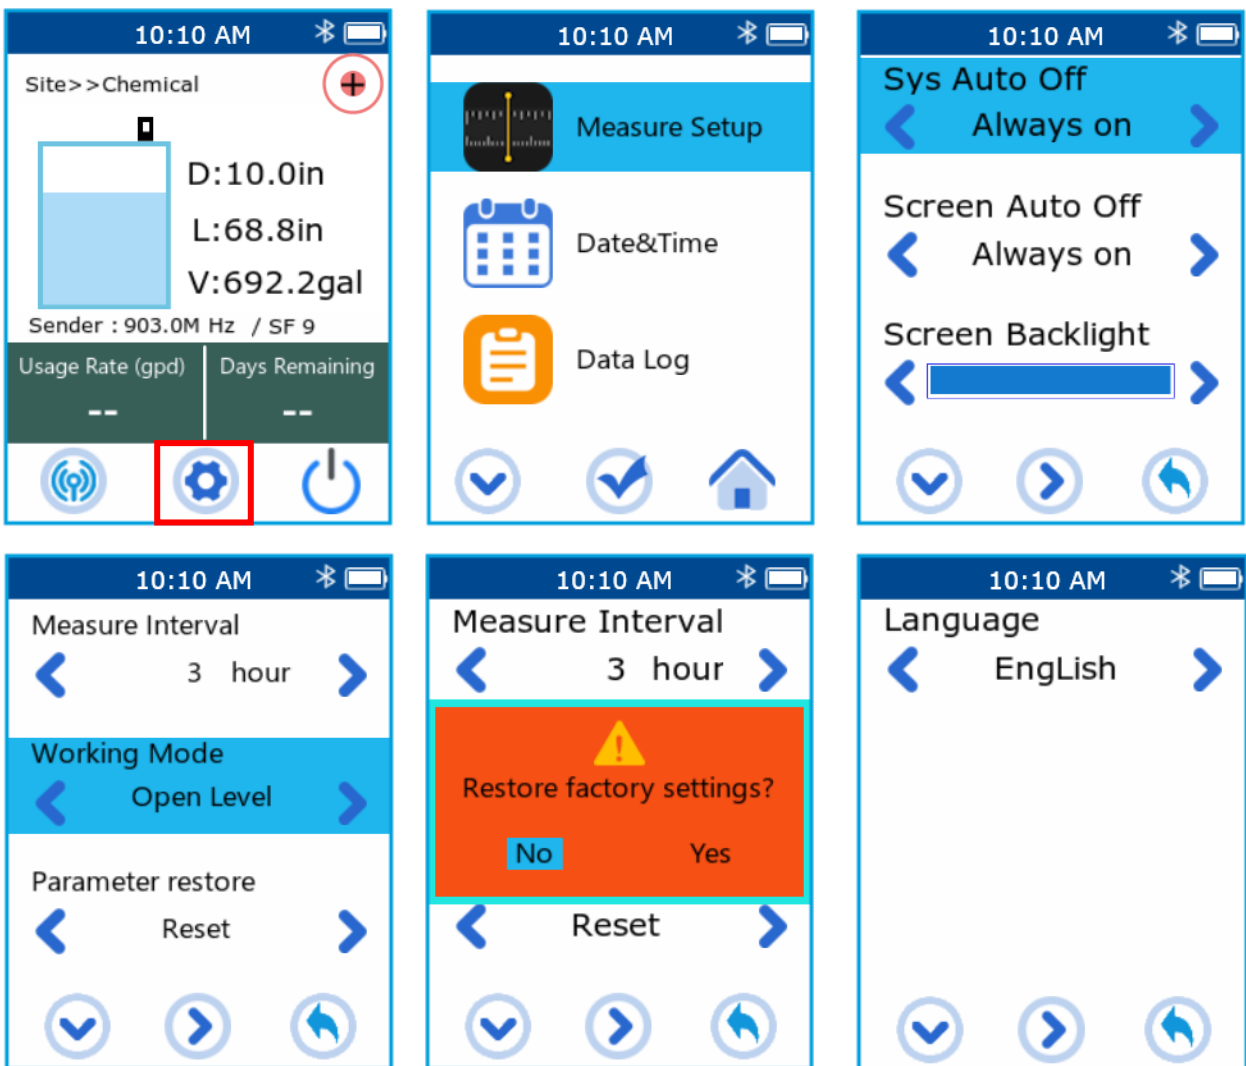 10:10 AM
Site>>Chemical
D:10.0in
L:68.8in
V:692.2gal
Sender : 903.0M Hz / SF 9
Usage Rate (gpd)
--
Days Remaining
--
10:10 AM
Measure Setup
Date&Time
Data Log
10:10 AM
Sys Auto Off
Always on
Screen Auto Off
Always on
Screen Backlight
10:10 AM
Measure Interval
3 hour
Working Mode
Open Level
Parameter restore
Reset
10:10 AM
Measure Interval
3 hour
Restore factory settings?
No Yes
Reset
10:10 AM
Language
EngLish